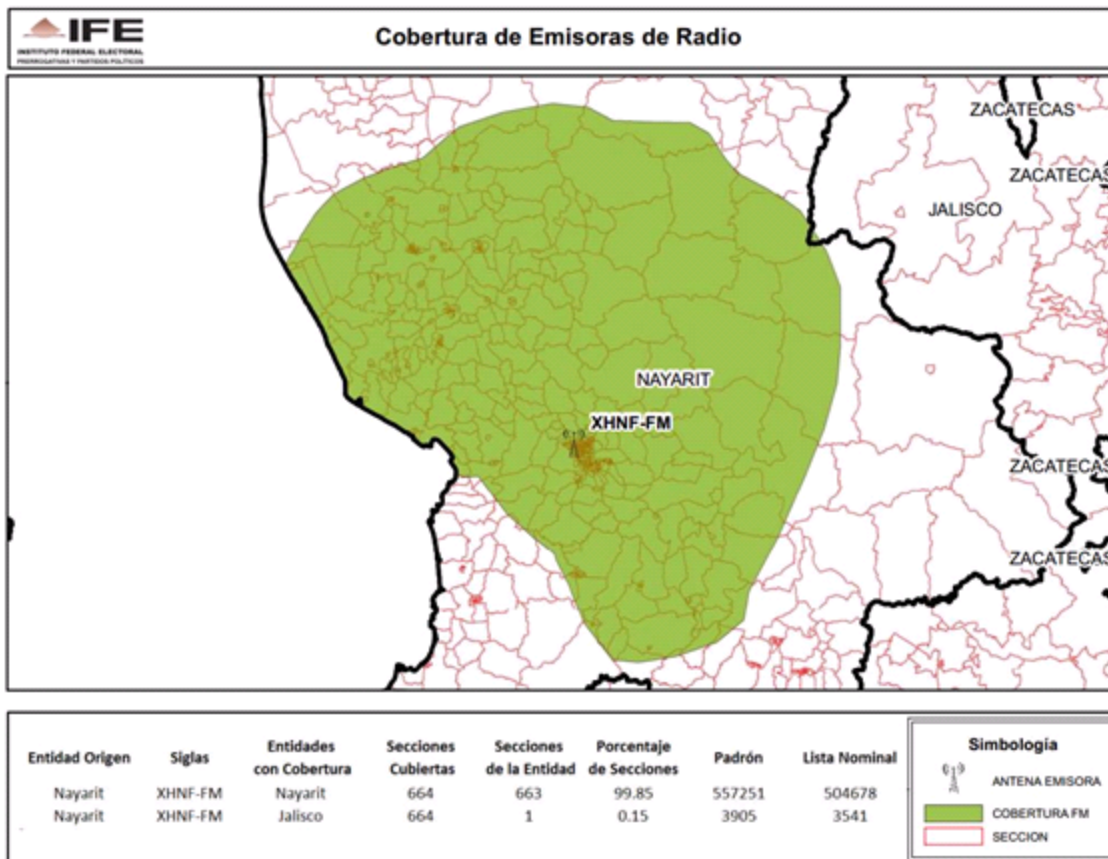 IFE
INSTITUTO FEDERAL ELECTORAL
PRERROGATIVAS Y PARTIDOS POLÍTICOS
Cobertura de Emisoras de Radio
ZACATECAS
ZACATECAS
JALISCO
NAYARIT
XHNF-FM
ZACATECAS
ZACATECAS
Entidad Origen Siglas Entidades con Cobertura Secciones Cubiertas Secciones de la Entidad Porcentaje de Secciones Padrón Lista Nominal
Nayarit XHNF-FM Nayarit 664 663 99.85 557251 504678
Nayarit XHNF-FM Jalisco 664 1 0.15 3905 3541
Simbología
ANTENA EMISORA
COBERTURA FM
SECCION